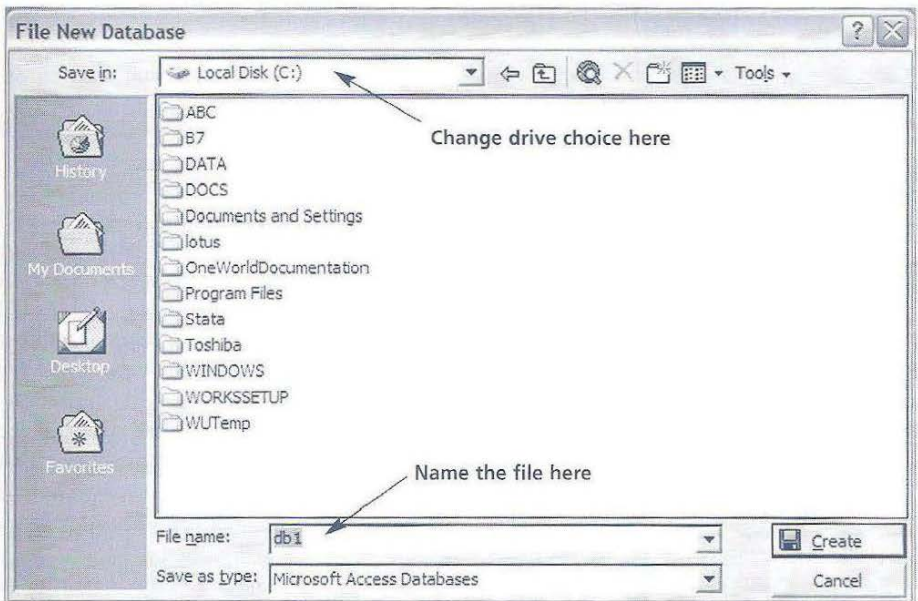 File New Database
Save in:
Local Disk (C:)
Tools
Change drive choice here
History
My Documents
Desktop
Favorites
ABC
B7
DATA
DOCS
Documents and Settings
lotus
OneWorldDocumentation
Program Files
Stata
Toshiba
WINDOWS
WORKSSETUP
WUTemp
Name the file here
File name:
db1
Create
Save as type:
Microsoft Access Databases
Cancel